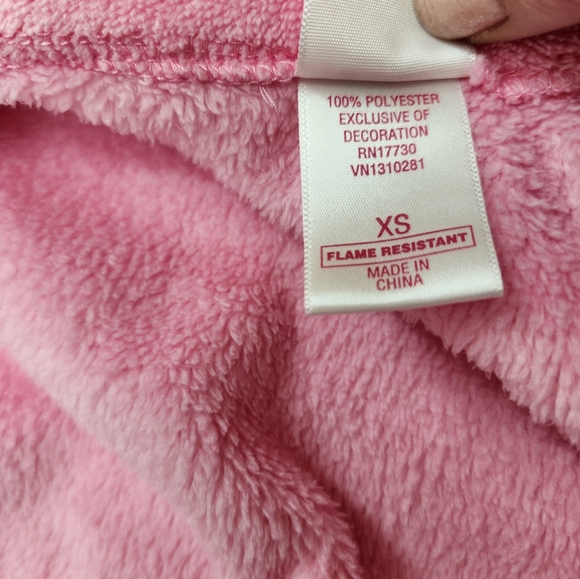 100% POLYESTER
EXCLUSIVE OF
DECORATION
RN17730
VN1310281
XS
FLAME RESISTANT
MADE IN
CHINA